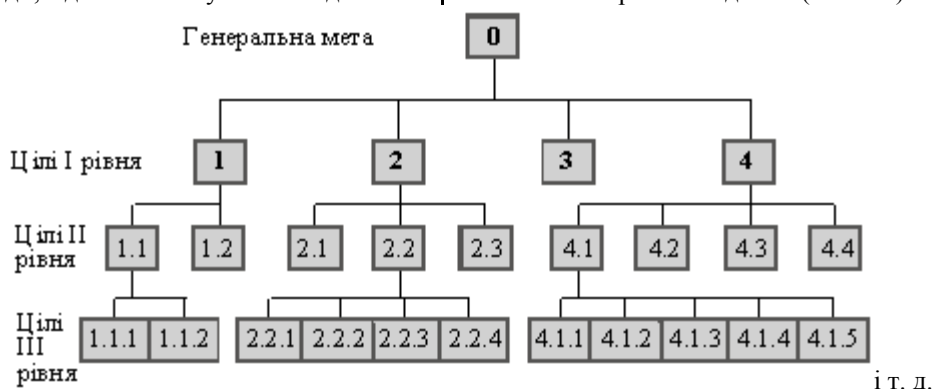 Генеральна мета 0
Цілі I рівня 1 2 3 4
Цілі II рівня 1.1 1.2 2.1 2.2 2.3 4.1 4.2 4.3 4.4
Цілі III рівня 1.1.1 1.1.2 2.2.1 2.2.2 2.2.3 2.2.4 4.1.1 4.1.2 4.1.3 4.1.4 4.1.5
і т. д.